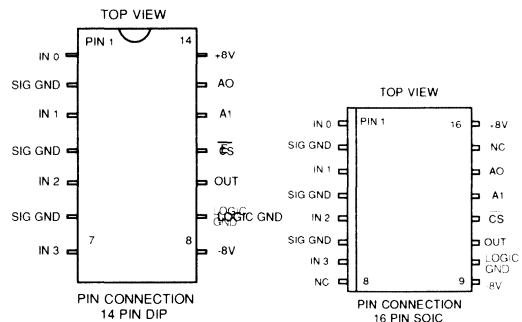 TOP VIEW
PIN 1 14
IN 0 +8V
SIG GND AO
IN 1 A1
SIG GND CS
IN 2 OUT
SIG GND LOGIC GND
IN 3 7 8 -8V
PIN CONNECTION
14 PIN DIP
TOP VIEW
IN 0 PIN 1 16 +8V
SIG GND NC
IN 1 AO
SIG GND A1
IN 2 CS
SIG GND OUT
IN 3 LOGIC
GND
NC 8 9 -8V
PIN CONNECTION
16 PIN SOIC